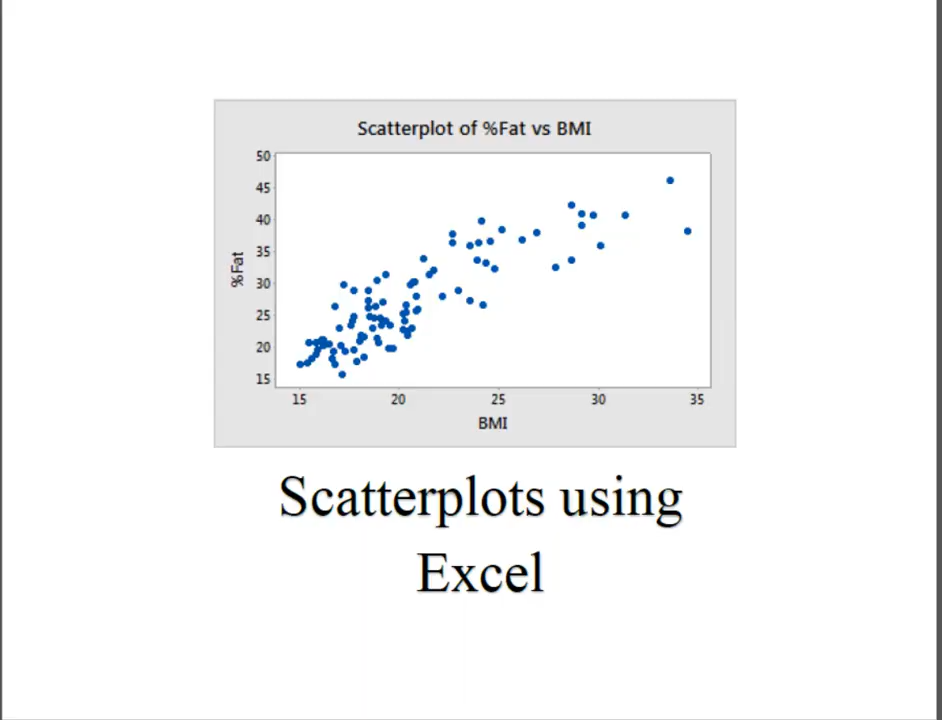 Scatterplot of %Fat vs BMI
50
45
40
35
30
25
20
15
%Fat
15 20 25 30 35
BMI
Scatterplots using
Excel